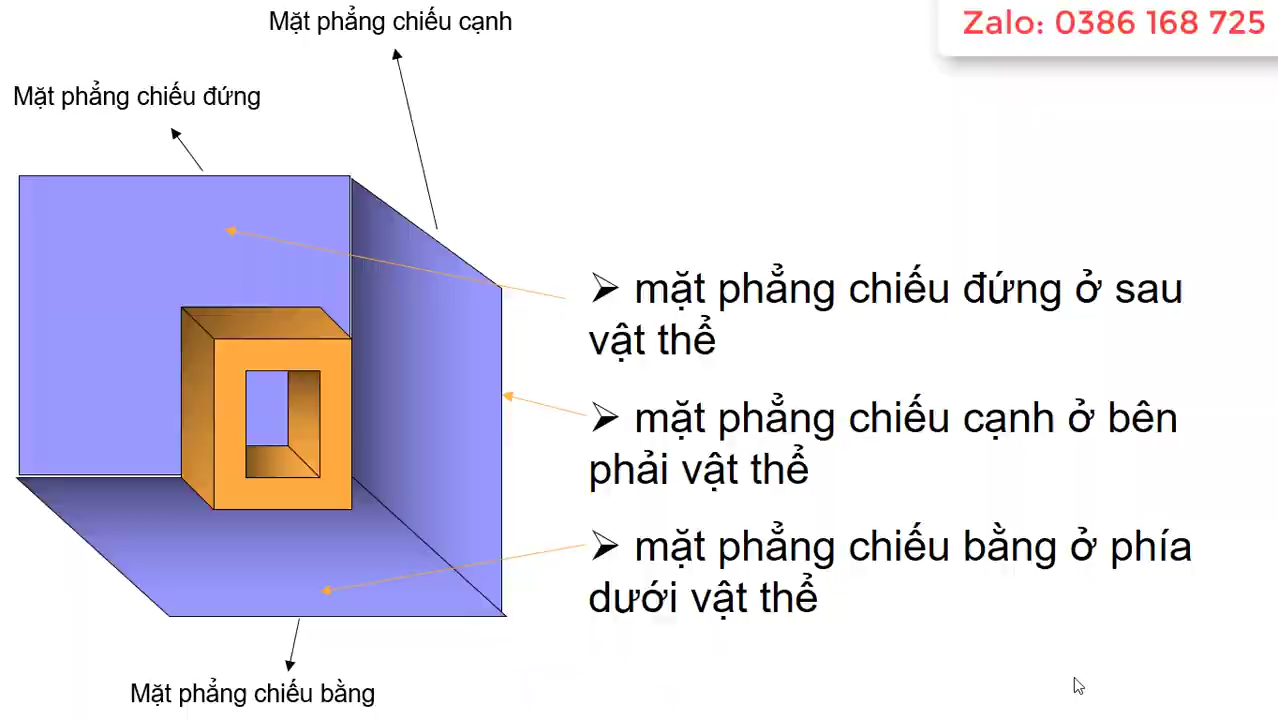 Mặt phẳng chiếu cạnh
Zalo: 0386 168 725
Mặt phẳng chiếu đứng
➢ mặt phẳng chiếu đứng ở sau
vật thể
➢ mặt phẳng chiếu cạnh ở bên
phải vật thể
➢ mặt phẳng chiếu bằng ở phía
dưới vật thể
Mặt phẳng chiếu bằng